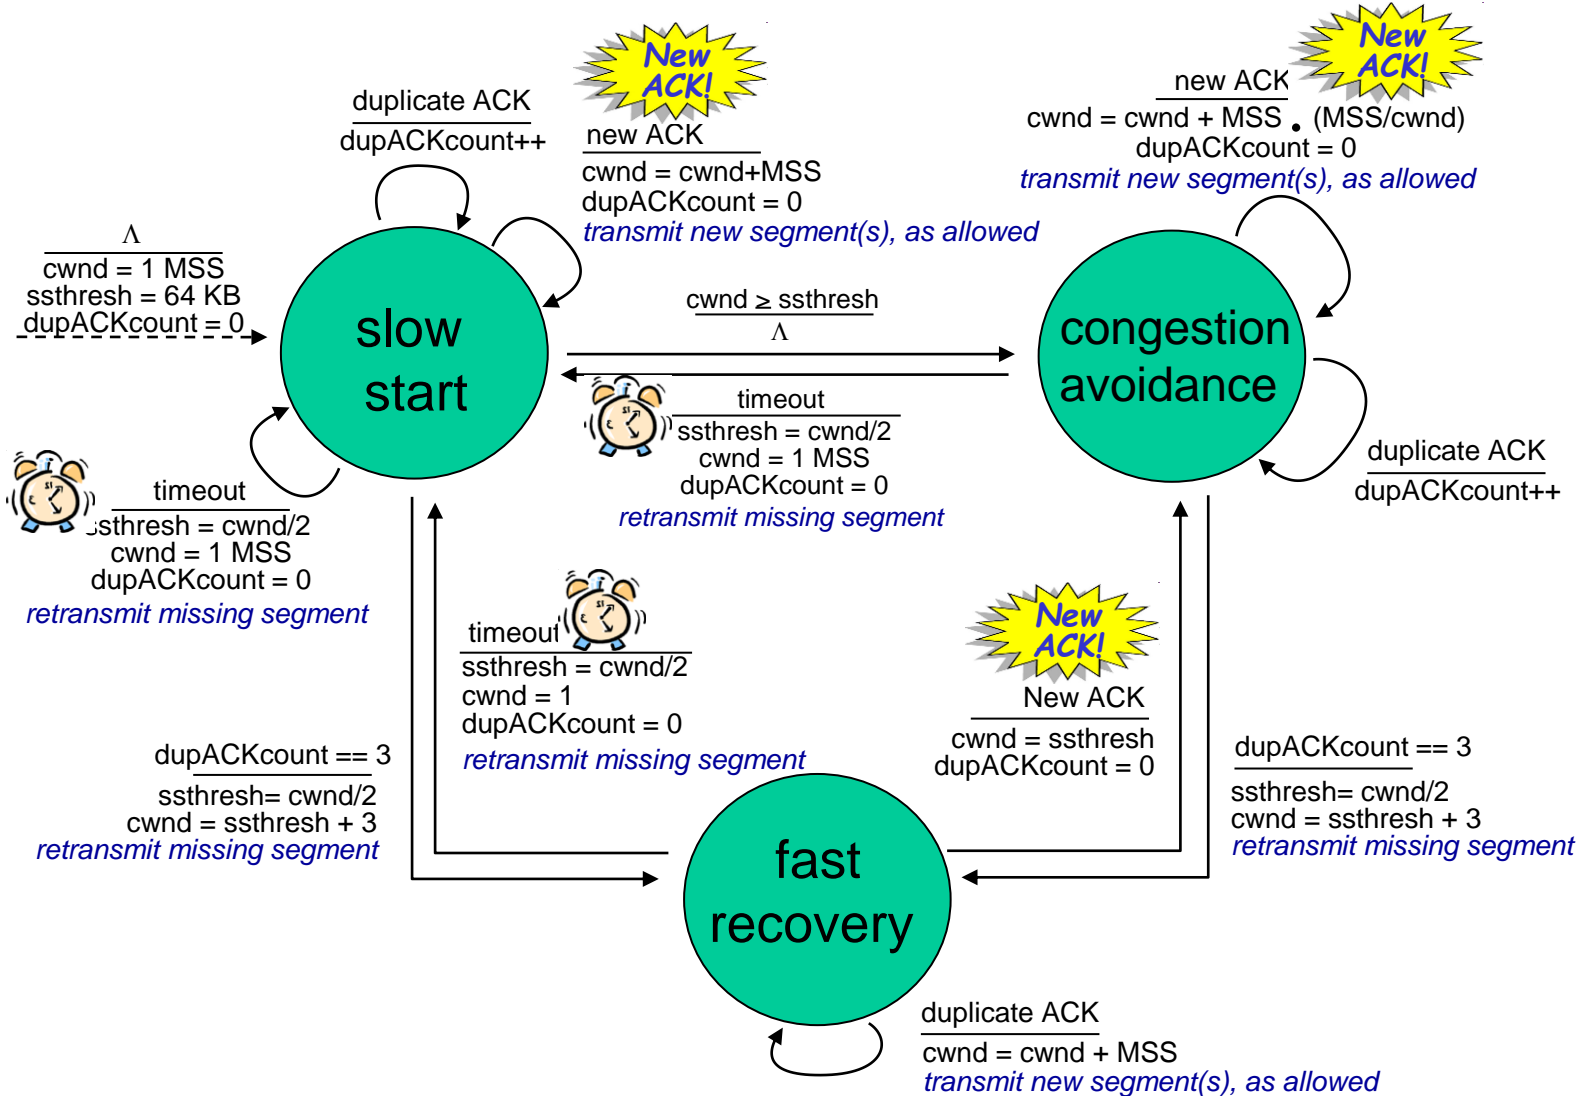 New
ACK!
duplicate ACK
dupACKcount++
new ACK
cwnd = cwnd+MSS
dupACKcount = 0
transmit new segment(s), as allowed
New
ACK!
new ACK
cwnd = cwnd + MSS • (MSS/cwnd)
dupACKcount = 0
transmit new segment(s), as allowed
Λ
cwnd = 1 MSS
ssthresh = 64 KB
dupACKcount = 0
slow
start
cwnd ≥ ssthresh
Λ
congestion
avoidance
timeout
ssthresh = cwnd/2
cwnd = 1 MSS
dupACKcount = 0
retransmit missing segment
duplicate ACK
dupACKcount++
timeout
ssthresh = cwnd/2
cwnd = 1 MSS
dupACKcount = 0
retransmit missing segment
timeout
ssthresh = cwnd/2
cwnd = 1
dupACKcount = 0
retransmit missing segment
New
ACK!
New ACK
cwnd = ssthresh
dupACKcount = 0
dupACKcount == 3
ssthresh= cwnd/2
cwnd = ssthresh + 3
retransmit missing segment
dupACKcount == 3
ssthresh= cwnd/2
cwnd = ssthresh + 3
retransmit missing segment
fast
recovery
duplicate ACK
cwnd = cwnd + MSS
transmit new segment(s), as allowed